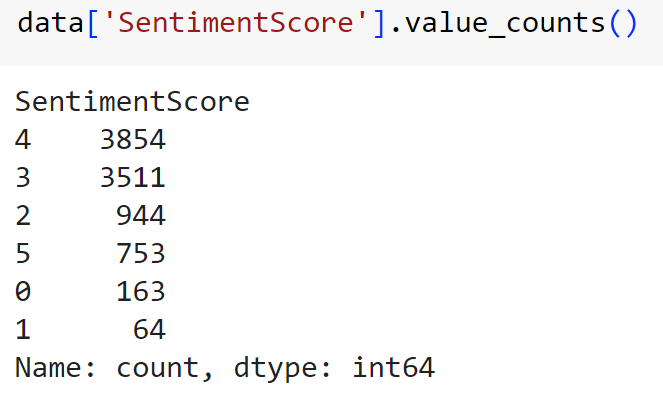 data['SentimentScore'].value_counts()
SentimentScore
4    3854
3    3511
2     944
5     753
0     163
1      64
Name: count, dtype: int64